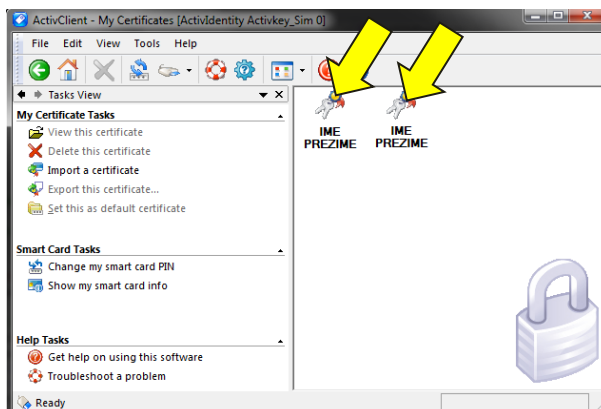 ActivClient - My Certificates [ActivIdentity Activkey_Sim 0]
File Edit View Tools Help
Tasks View
My Certificate Tasks
View this certificate
Delete this certificate
Import a certificate
Export this certificate...
Set this as default certificate
Smart Card Tasks
Change my smart card PIN
Show my smart card info
Help Tasks
Get help on using this software
Troubleshoot a problem
IME
PREZIME
IME
PREZIME
Ready